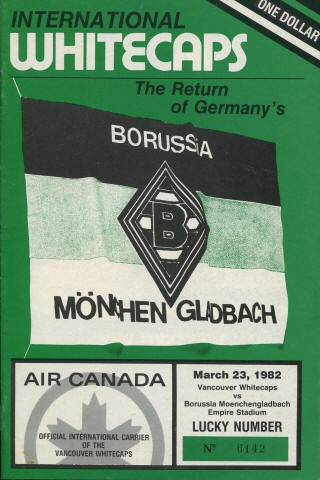 ONE DOLLAR
INTERNATIONAL
WHITECAPS
The Return
of Germany's
BORUSSIA
B
MÖNCHEN GLADBACH
AIR CANADA
OFFICIAL INTERNATIONAL CARRIER
OF THE
VANCOUVER WHITECAPS
March 23, 1982
Vancouver Whitecaps
vs
Borussia Moenchengladbach
Empire Stadium
LUCKY NUMBER
Nº 6142